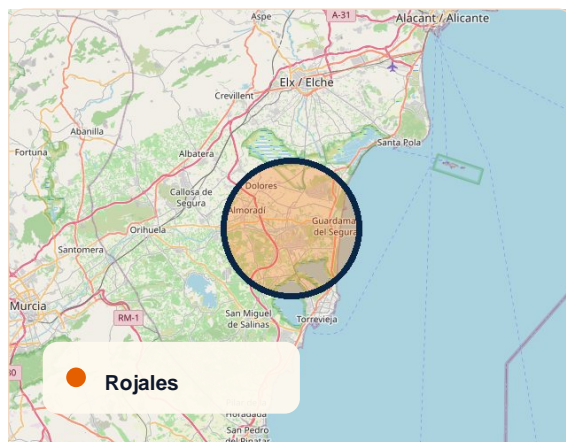 Aspe
A-31
Alacant / Alicante
Elx / Elche
Crevillent
Abanilla
Fortuna
Albatera
Santa Pola
Dolores
Callosa de
Segura
Almoradí
Guardamar
del Segura
Orihuela
Santomera
Murcia
RM-1
San Miguel
de Salinas
Torrevieja
Rojales
Horadada
San Pedro
del Pinatar